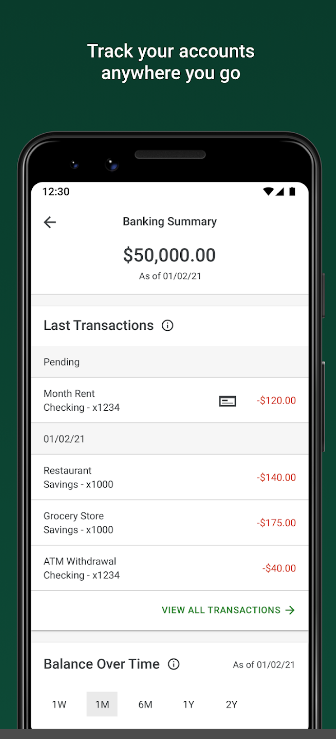 Track your accounts
anywhere you go
12:30
Banking Summary
$50,000.00
As of 01/02/21
Last Transactions
Pending
Month Rent
Checking - x1234
-$120.00
01/02/21
Restaurant
Savings - x1000
-$140.00
Grocery Store
Savings - x1000
-$175.00
ATM Withdrawal
Checking - x1234
-$40.00
VIEW ALL TRANSACTIONS
Balance Over Time
As of 01/02/21
1W 1M 6M 1Y 2Y